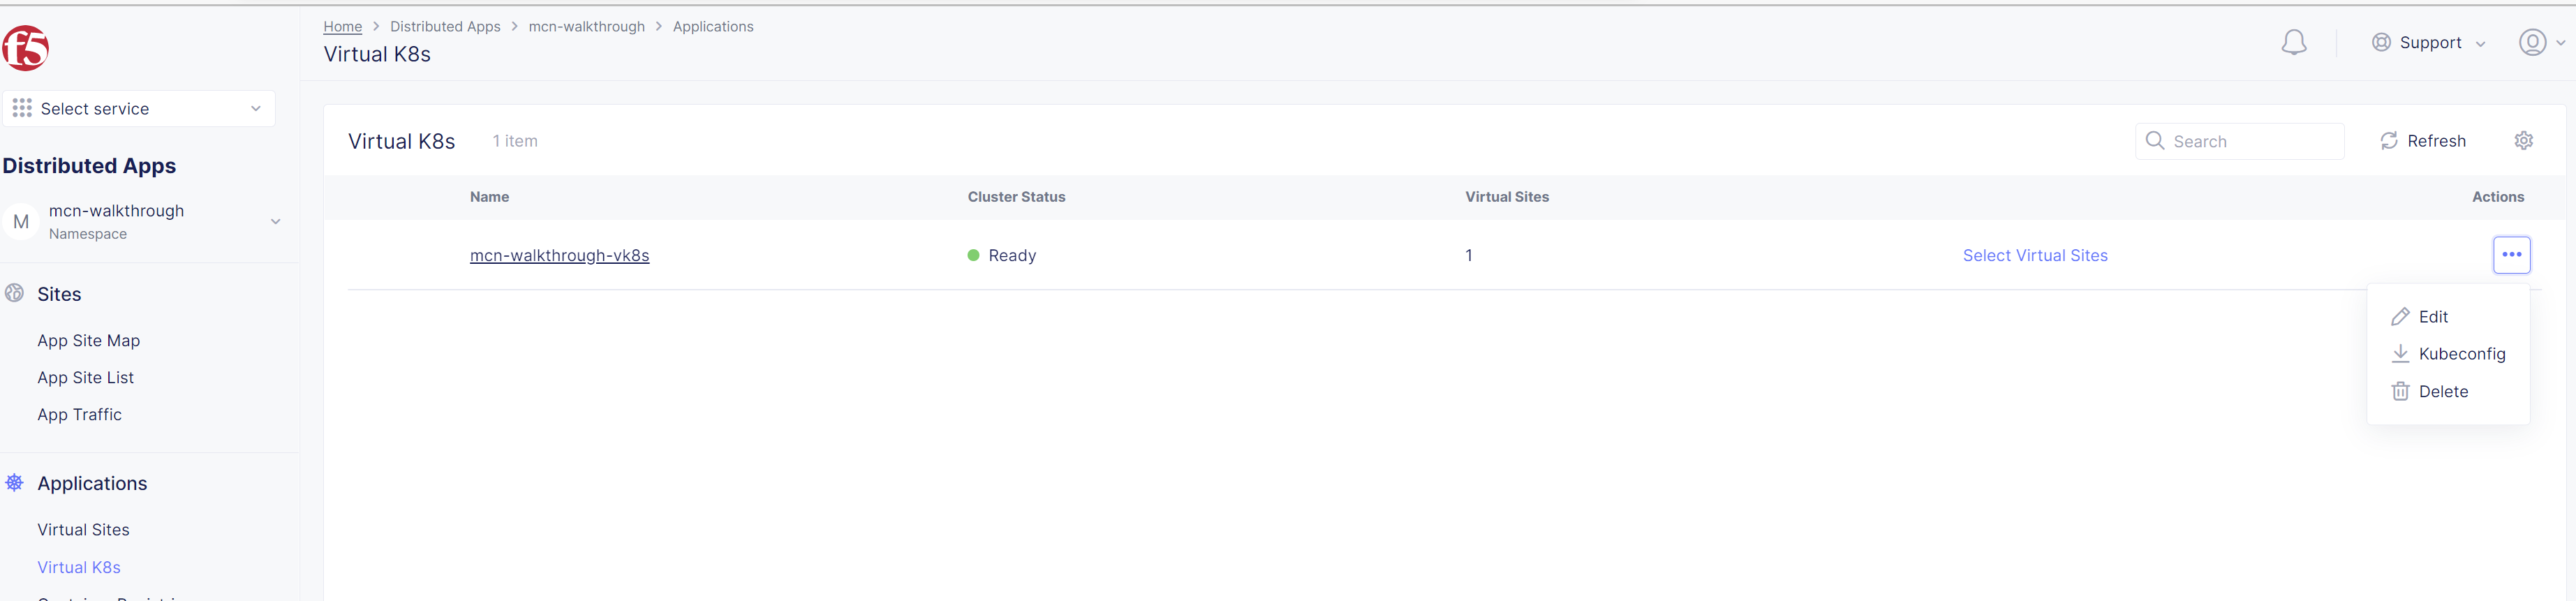 f5
Home > Distributed Apps > mcn-walkthrough > Applications
Virtual K8s
Support
Select service
Distributed Apps
M mcn-walkthrough
Namespace
Sites
App Site Map
App Site List
App Traffic
Applications
Virtual Sites
Virtual K8s
Virtual K8s 1 item
Search
Refresh
Name Cluster Status Virtual Sites Actions
mcn-walkthrough-vk8s Ready 1 Select Virtual Sites
Edit
Kubeconfig
Delete